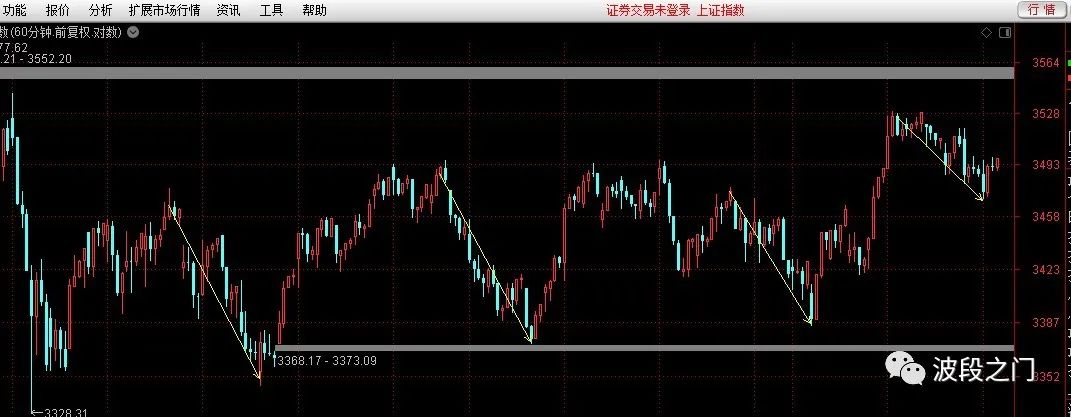 功能 报价 分析 扩展市场行情 资讯 工具 帮助 证券交易未登录 上证指数 行情
数(60分钟.前复权.对数)
77.62
.21 - 3552.20
3564
3528
3493
3458
3423
3387
3368.17 - 3373.09
3352
波段之门
←3328.31